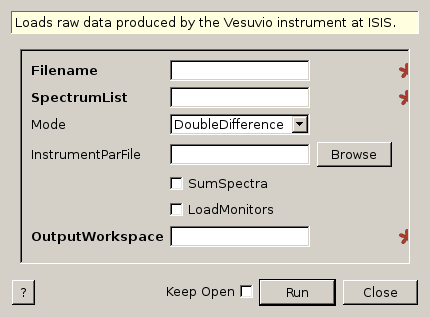 Loads raw data produced by the Vesuvio instrument at ISIS.
Filename
SpectrumList
Mode DoubleDifference
InstrumentParFile Browse
SumSpectra
LoadMonitors
OutputWorkspace
? Keep Open Run Close